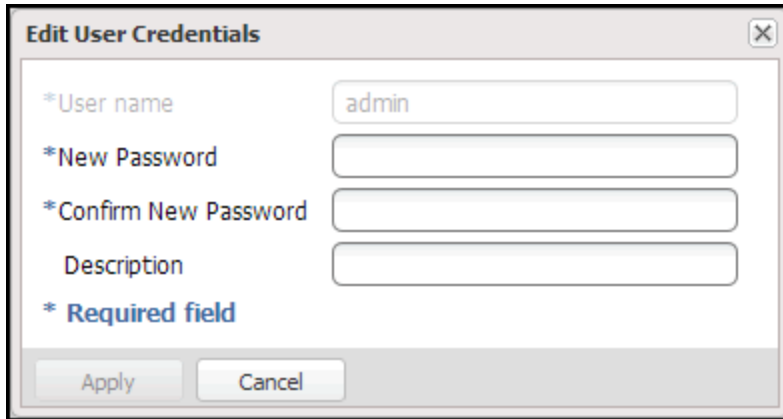 Edit User Credentials
*User name admin
*New Password
*Confirm New Password
Description
* Required field
Apply Cancel